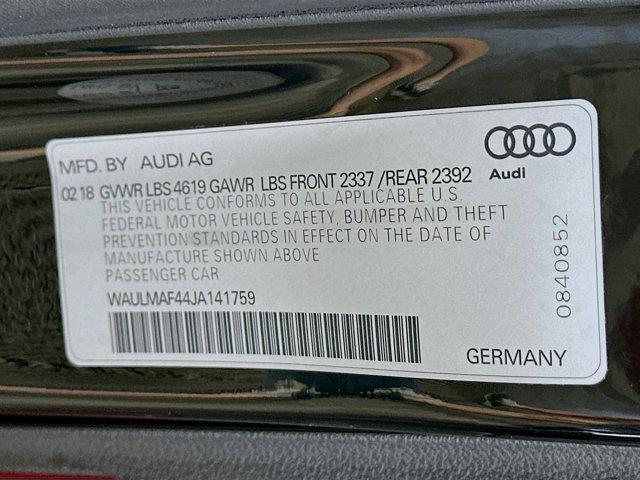 MFD. BY AUDI AG
Audi
02 18 GVWR LBS 4619 GAWR LBS FRONT 2337 /REAR 2392
THIS VEHICLE CONFORMS TO ALL APPLICABLE U.S.
FEDERAL MOTOR VEHICLE SAFETY, BUMPER AND THEFT
PREVENTION STANDARDS IN EFFECT ON THE DATE OF
MANUFACTURE SHOWN ABOVE
PASSENGER CAR
WAULMAF44JA141759
0840852
GERMANY